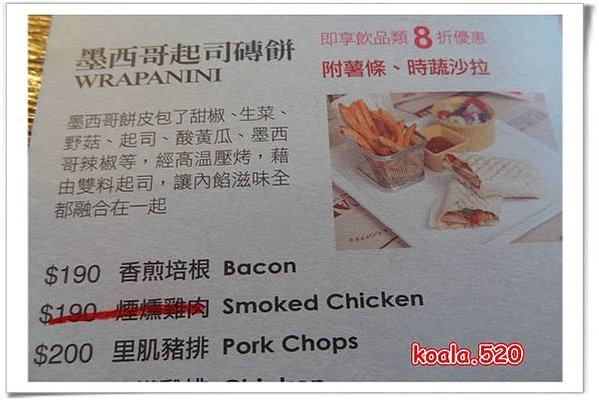 墨西哥起司磚餅
WRAPANINI
即享飲品類8折優惠
附薯條、時蔬沙拉
墨西哥餅皮包了甜椒、生菜、
野菇、起司、酸黃瓜、墨西
哥辣椒等，經高温壓烤，藉
由雙料起司，讓內餡滋味全
都融合在一起
$190 香煎培根 Bacon
$190 煙燻雞肉 Smoked Chicken
$200 里肌豬排 Pork Chops
Chicken
koala.520